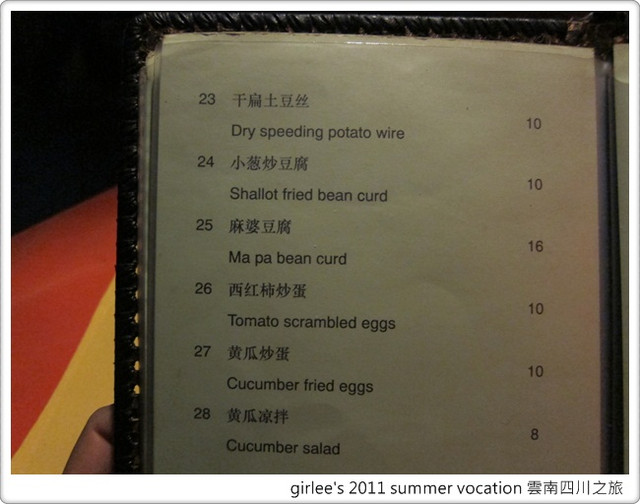 23 干扁土豆丝
Dry speeding potato wire 10
24 小葱炒豆腐
Shallot fried bean curd 10
25 麻婆豆腐
Ma pa bean curd 16
26 西红柿炒蛋
Tomato scrambled eggs 10
27 黄瓜炒蛋
Cucumber fried eggs 10
28 黄瓜凉拌
Cucumber salad 8
girlee's 2011 summer vocation 雲南四川之旅